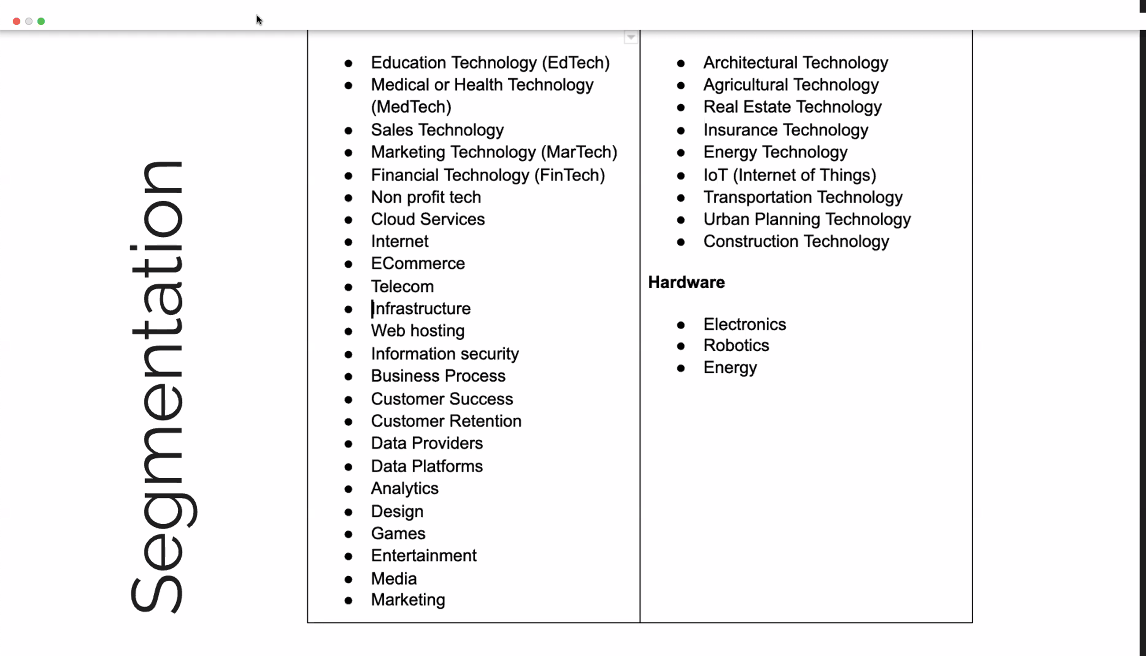 Segmentation
● Education Technology (EdTech)
● Medical or Health Technology
(MedTech)
● Sales Technology
● Marketing Technology (MarTech)
● Financial Technology (FinTech)
● Non profit tech
● Cloud Services
● Internet
● ECommerce
● Telecom
● Infrastructure
● Web hosting
● Information security
● Business Process
● Customer Success
● Customer Retention
● Data Providers
● Data Platforms
● Analytics
● Design
● Games
● Entertainment
● Media
● Marketing
● Architectural Technology
● Agricultural Technology
● Real Estate Technology
● Insurance Technology
● Energy Technology
● IoT (Internet of Things)
● Transportation Technology
● Urban Planning Technology
● Construction Technology
Hardware
● Electronics
● Robotics
● Energy